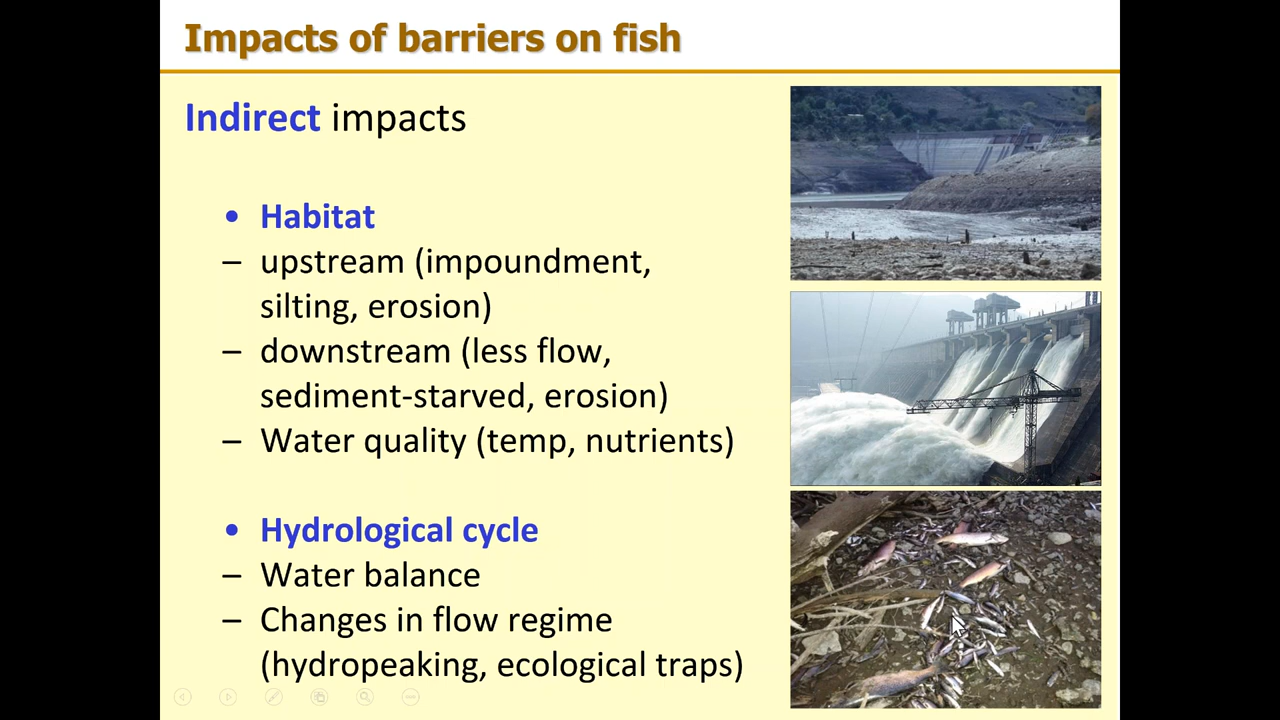 Impacts of barriers on fish
Indirect impacts
• Habitat
– upstream (impoundment,
silting, erosion)
– downstream (less flow,
sediment-starved, erosion)
– Water quality (temp, nutrients)
• Hydrological cycle
– Water balance
– Changes in flow regime
(hydropeaking, ecological traps)